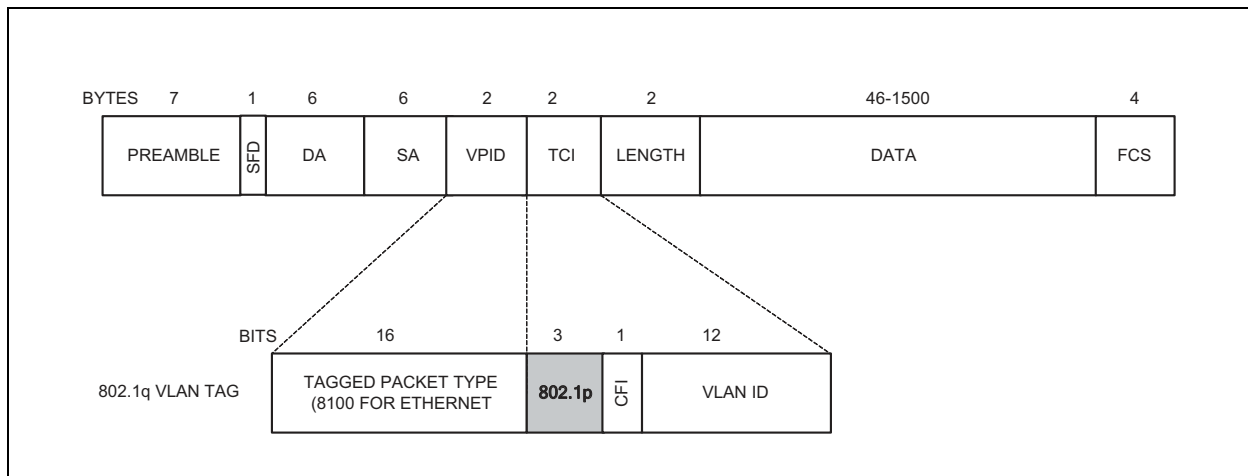 BYTES 7 1 6 6 2 2 2 46-1500 4
PREAMBLE SFD DA SA VPID TCI LENGTH DATA FCS
BITS 16 3 1 12
802.1q VLAN TAG
TAGGED PACKET TYPE
(8100 FOR ETHERNET
802.1p CFI VLAN ID